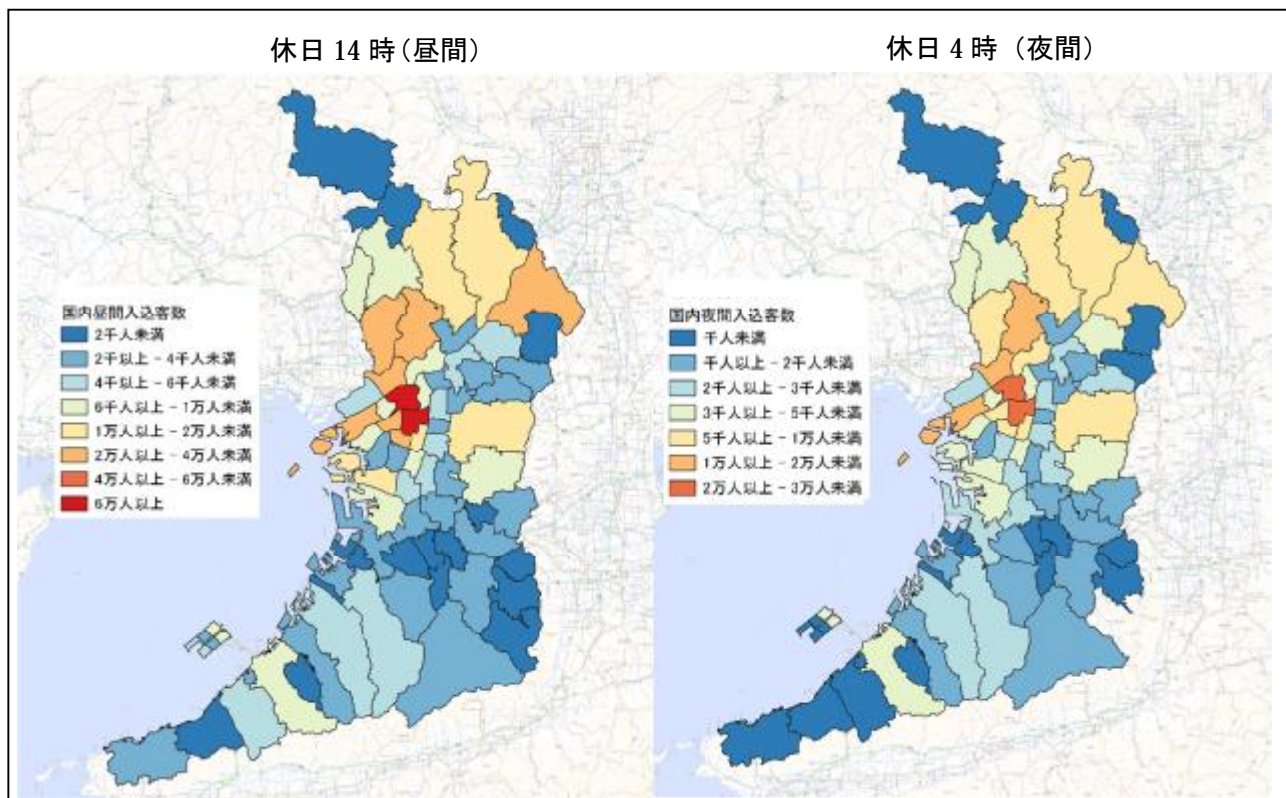 休日 14 時（昼間）
休日 4 時（夜間）
国内昼間入込客数
2千人未満
2千以上 - 4千人未満
4千以上 - 6千人未満
6千人以上 - 1万人未満
1万人以上 - 2万人未満
2万人以上 - 4万人未満
4万人以上 - 6万人未満
6万人以上
国内夜間入込客数
千人未満
千人以上 - 2千人未満
2千人以上 - 3千人未満
3千人以上 - 5千人未満
5千人以上 - 1万人未満
1万人以上 - 2万人未満
2万人以上 - 3万人未満